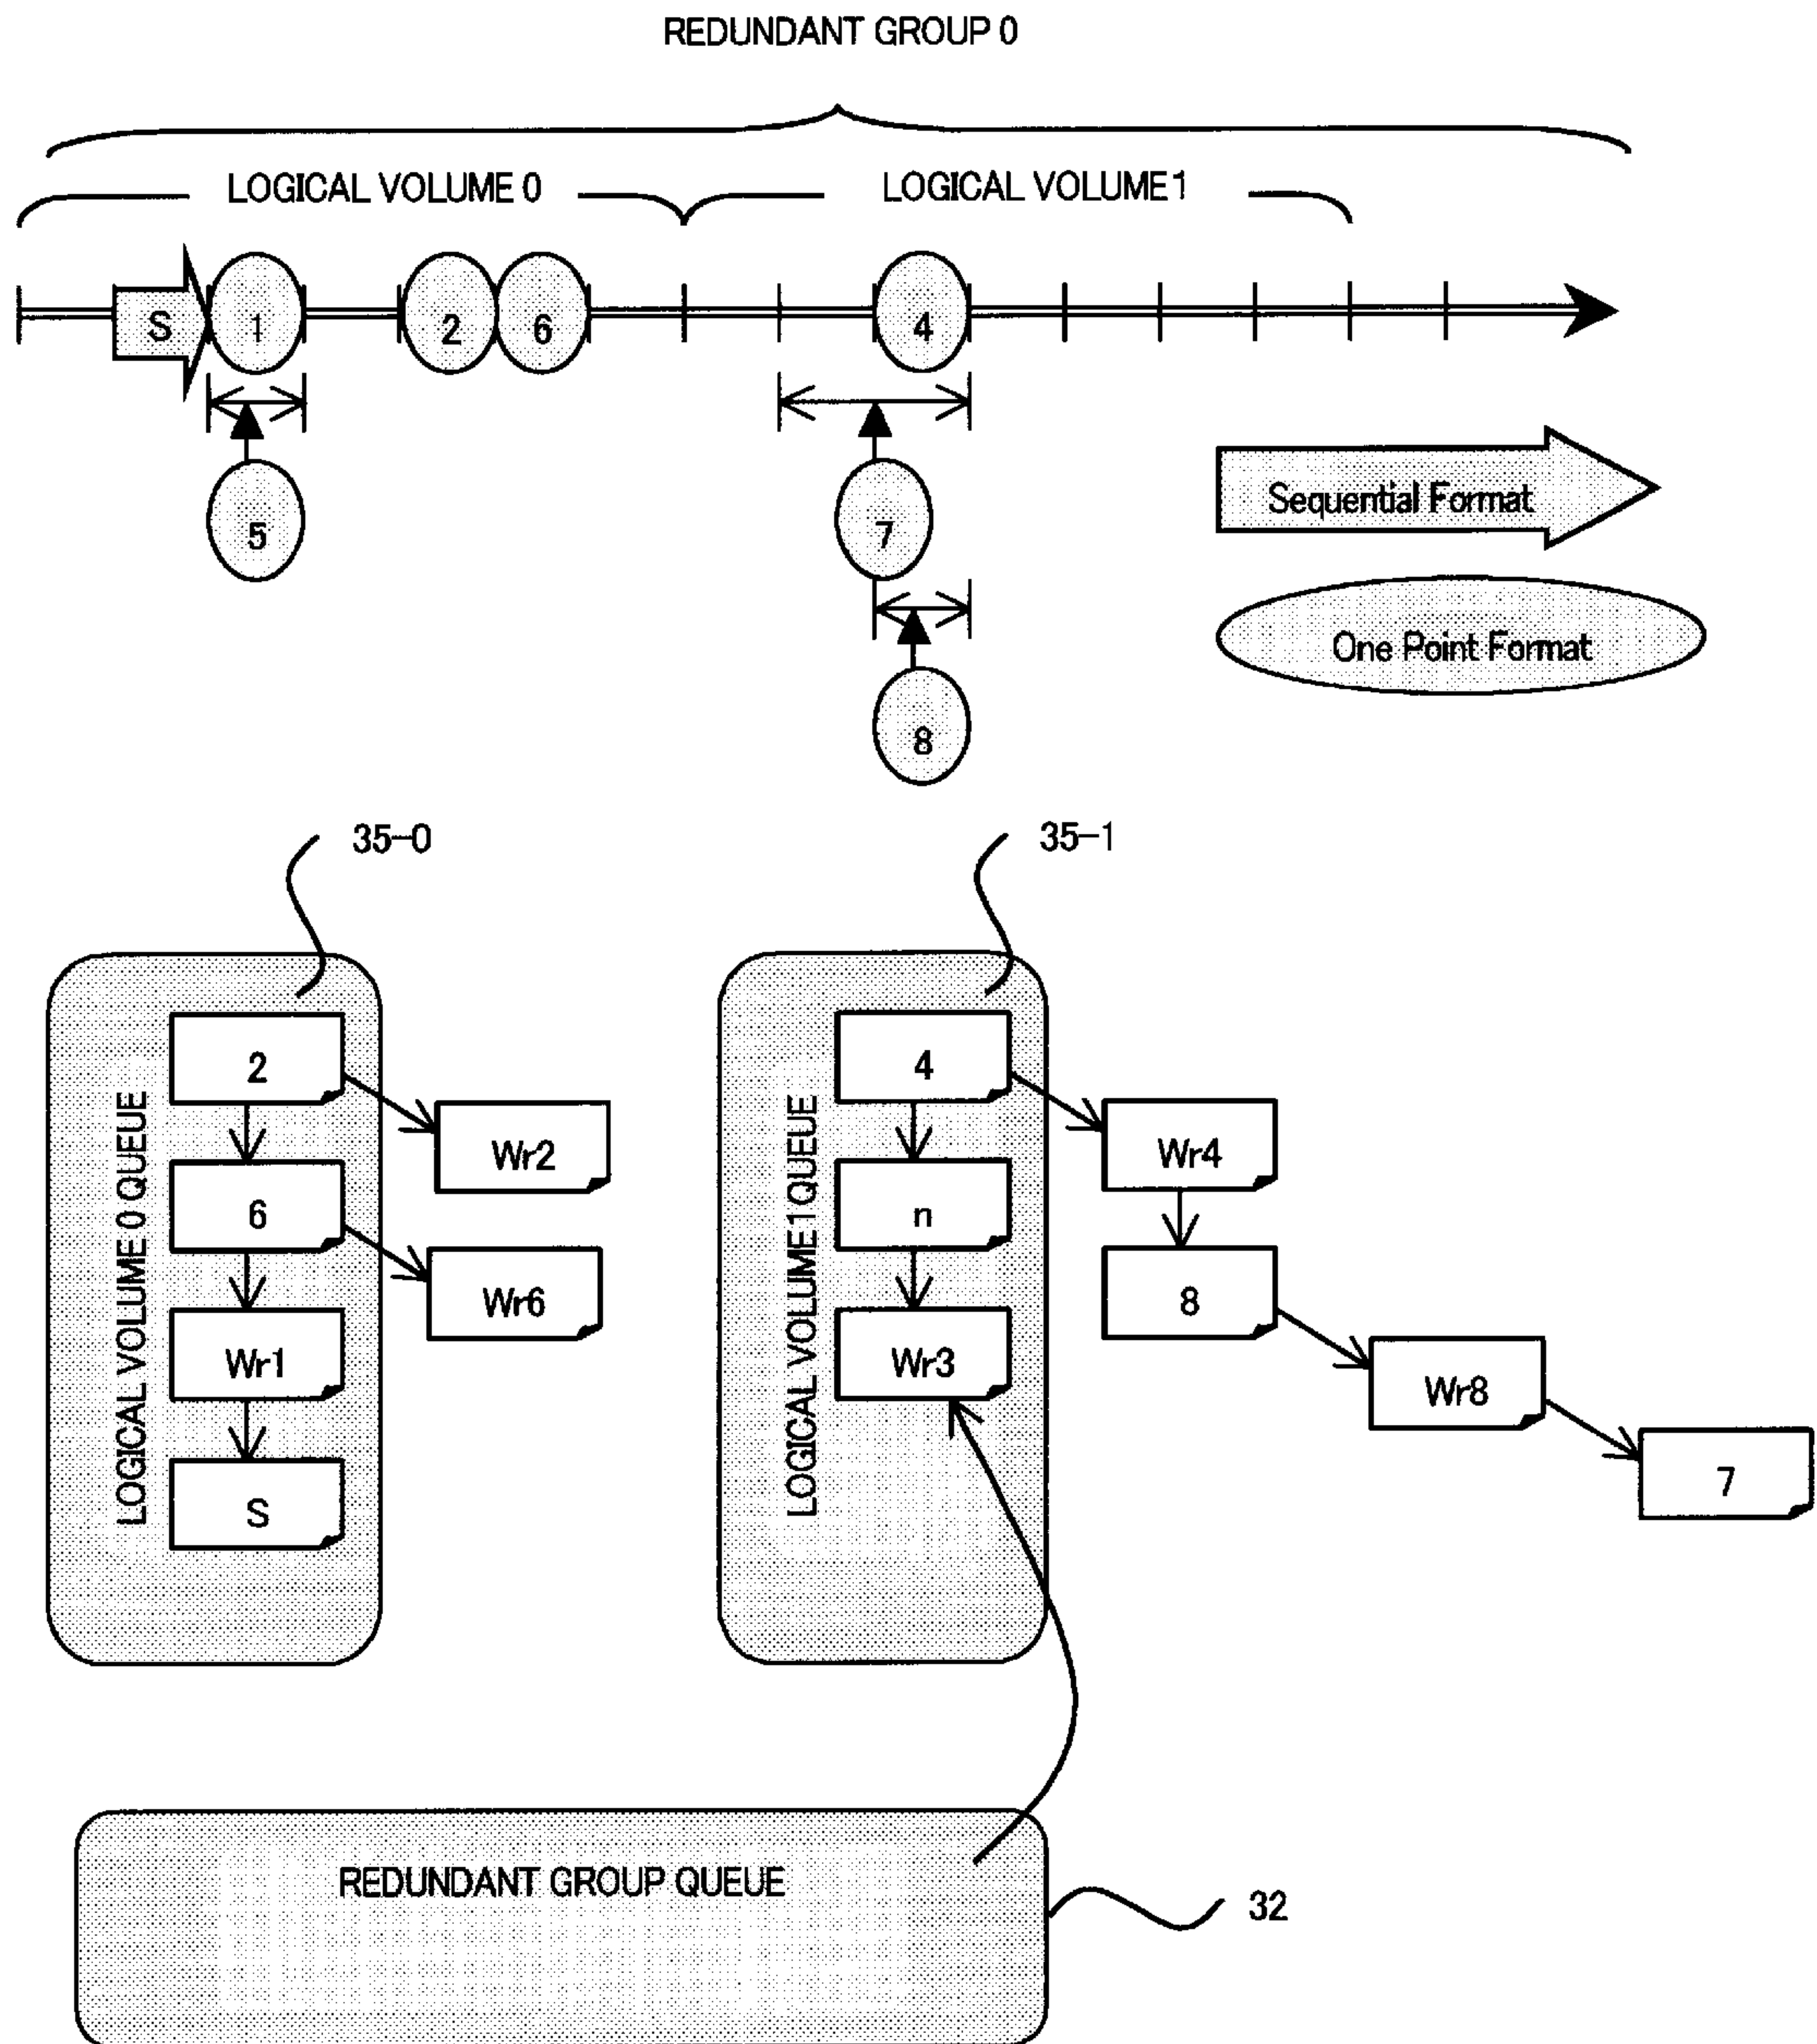 REDUNDANT GROUP 0
LOGICAL VOLUME 0
LOGICAL VOLUME 1
S
1
2
6
4
5
7
8
Sequential Format
One Point Format
35-0
35-1
LOGICAL VOLUME 0 QUEUE
2
Wr2
6
Wr6
Wr1
S
LOGICAL VOLUME 1 QUEUE
4
Wr4
n
8
Wr3
Wr8
7
REDUNDANT GROUP QUEUE
32